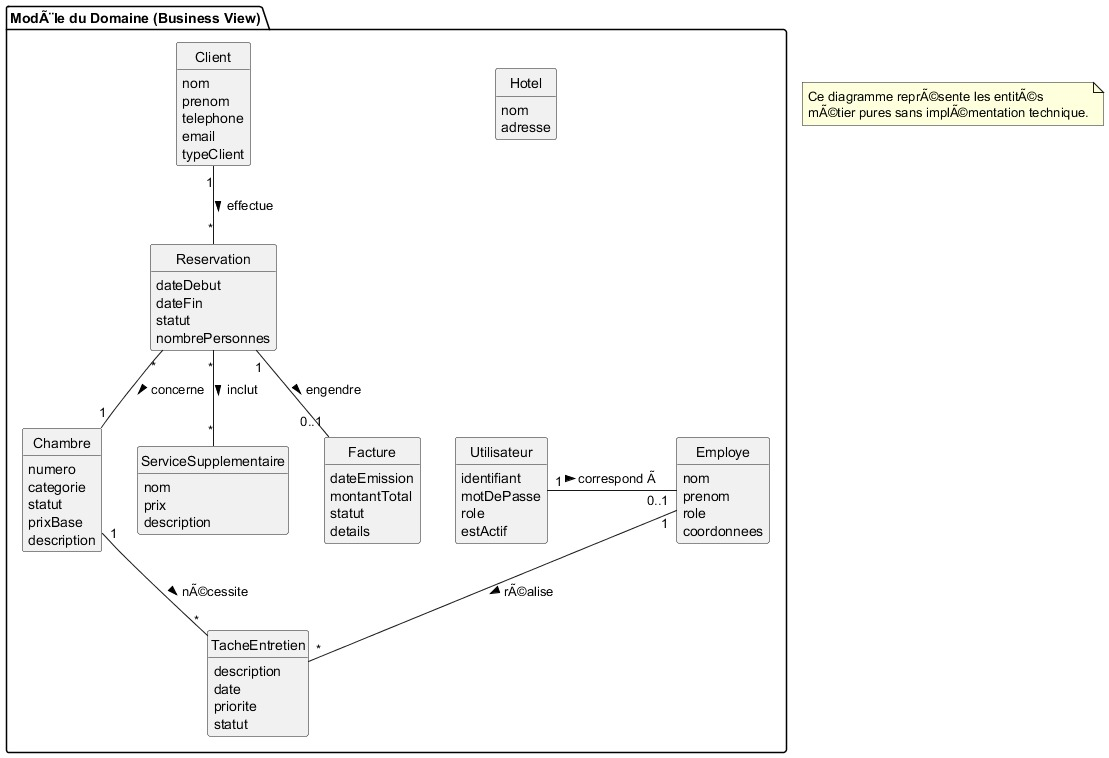 ModÃ¨le du Domaine (Business View)
Client
nom
prenom
telephone
email
typeClient
Hotel
nom
adresse
Ce diagramme reprÃ©sente les entitÃ©s
mÃ©tier pures sans implÃ©mentation technique.
1
effectue
*
Reservation
dateDebut
dateFin
statut
nombrePersonnes
*
*
1
concerne
inclut
engendre
1
*
0..1
Chambre
numero
categorie
statut
prixBase
description
ServiceSupplementaire
nom
prix
description
Facture
dateEmission
montantTotal
statut
details
Utilisateur
identifiant
motDePasse
role
estActif
1
correspond Ã
0..1
Employe
nom
prenom
role
coordonnees
1
1
nÃ©cessite
rÃ©alise
*
*
TacheEntretien
description
date
priorite
statut